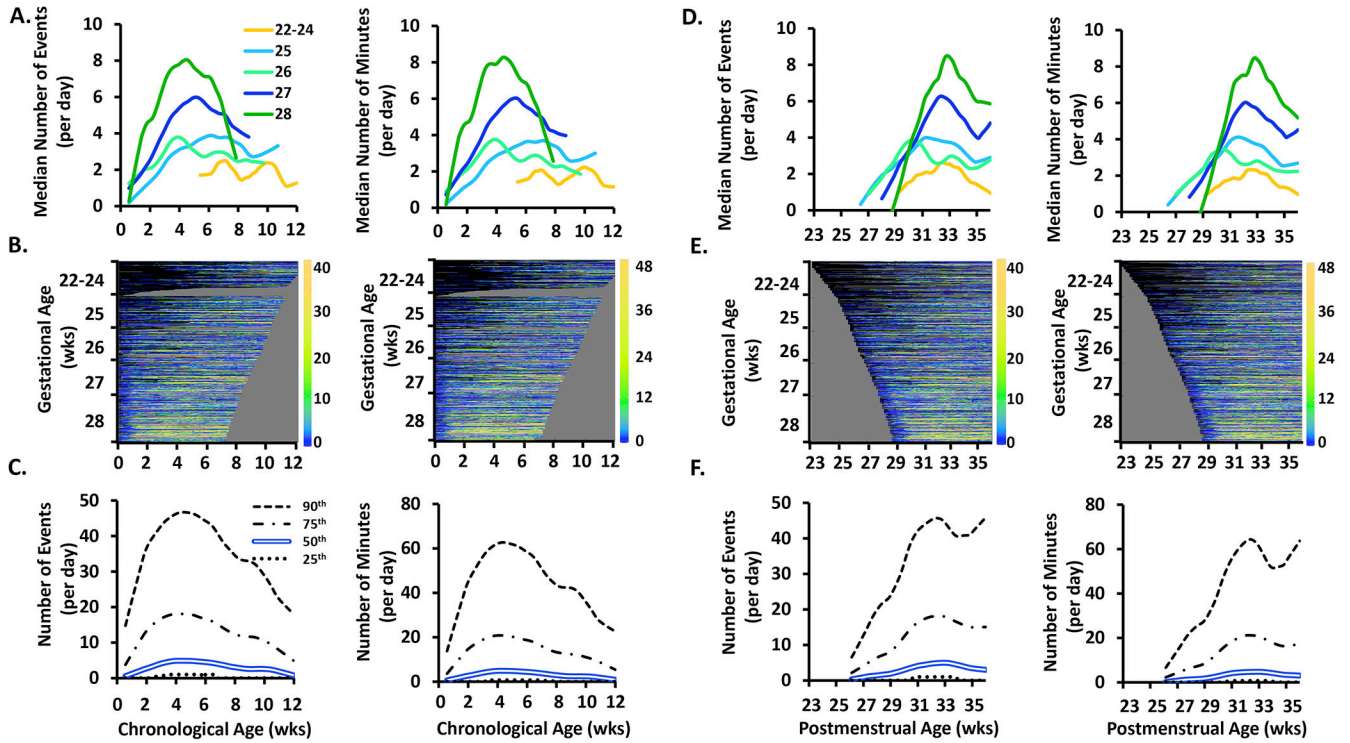 A.
Median Number of Events
(per day)
10
8
6
4
2
0
0 2 4 6 8 10 12
22-24
25
26
27
28
Median Number of Minutes
(per day)
10
8
6
4
2
0
0 2 4 6 8 10 12
D.
Median Number of Events
(per day)
10
8
6
4
2
0
23 25 27 29 31 33 35
Median Number of Minutes
(per day)
10
8
6
4
2
0
23 25 27 29 31 33 35
B.
Gestational Age
(wks)
22-24
25
26
27
28
0 2 4 6 8 10 12
40
30
20
10
0
Gestational Age
(wks)
22-24
25
26
27
28
0 2 4 6 8 10 12
48
36
24
12
0
E.
Gestational Age
(wks)
22-24
25
26
27
28
23 25 27 29 31 33 35
40
30
20
10
0
Gestational Age
(wks)
22-24
25
26
27
28
23 25 27 29 31 33 35
48
36
24
12
0
C.
Number of Events
(per day)
50
40
30
20
10
0
0 2 4 6 8 10 12
Chronological Age (wks)
90th
75th
50th
25th
Number of Minutes
(per day)
80
60
40
20
0
0 2 4 6 8 10 12
Chronological Age (wks)
F.
Number of Events
(per day)
50
40
30
20
10
0
23 25 27 29 31 33 35
Postmenstrual Age (wks)
Number of Minutes
(per day)
80
60
40
20
0
23 25 27 29 31 33 35
Postmenstrual Age (wks)